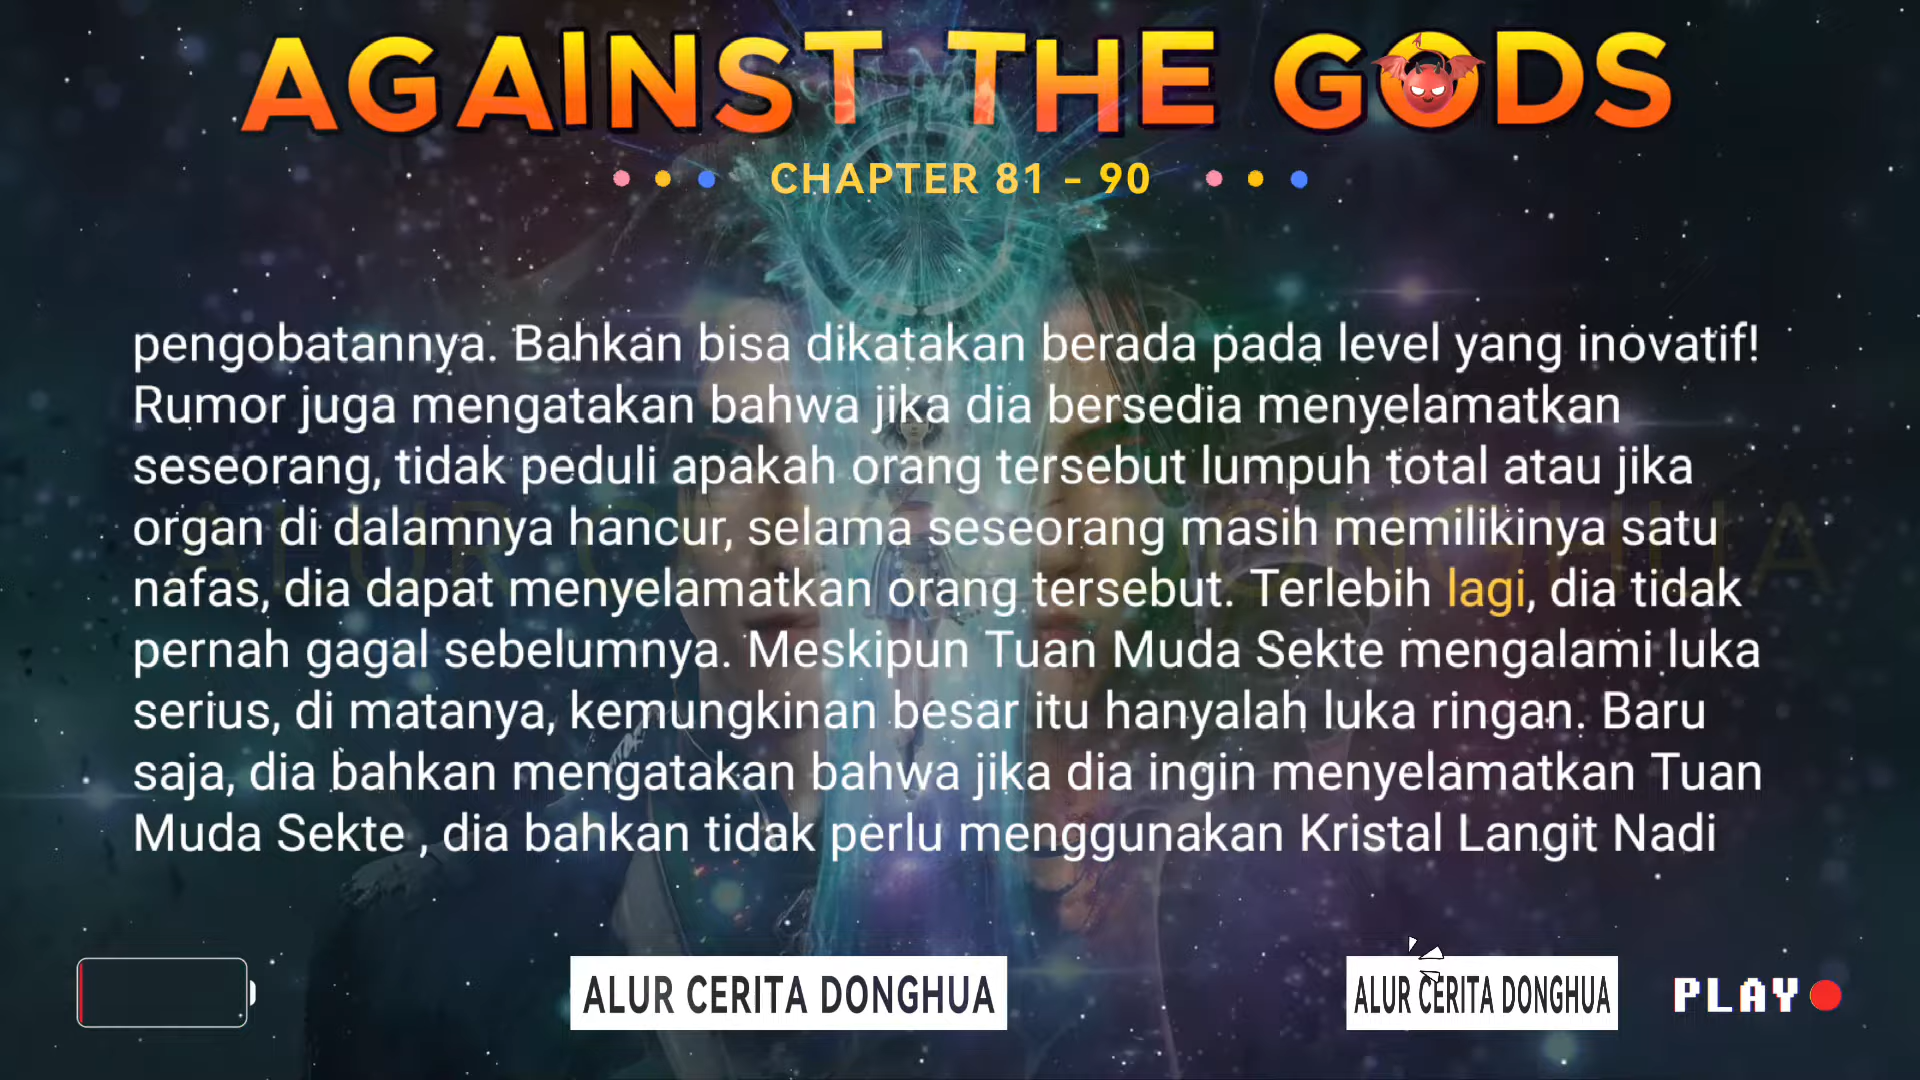 AGAINST THE GODS
CHAPTER 81 - 90
pengobatannya. Bahkan bisa dikatakan berada pada level yang inovatif!
Rumor juga mengatakan bahwa jika dia bersedia menyelamatkan
seseorang, tidak peduli apakah orang tersebut lumpuh total atau jika
organ di dalamnya hancur, selama seseorang masih memilikinya satu
nafas, dia dapat menyelamatkan orang tersebut. Terlebih lagi, dia tidak
pernah gagal sebelumnya. Meskipun Tuan Muda Sekte mengalami luka
serius, di matanya, kemungkinan besar itu hanyalah luka ringan. Baru
saja, dia bahkan mengatakan bahwa jika dia ingin menyelamatkan Tuan
Muda Sekte , dia bahkan tidak perlu menggunakan Kristal Langit Nadi
ALUR CERITA DONGHUA
ALUR CERITA DONGHUA
PLAY